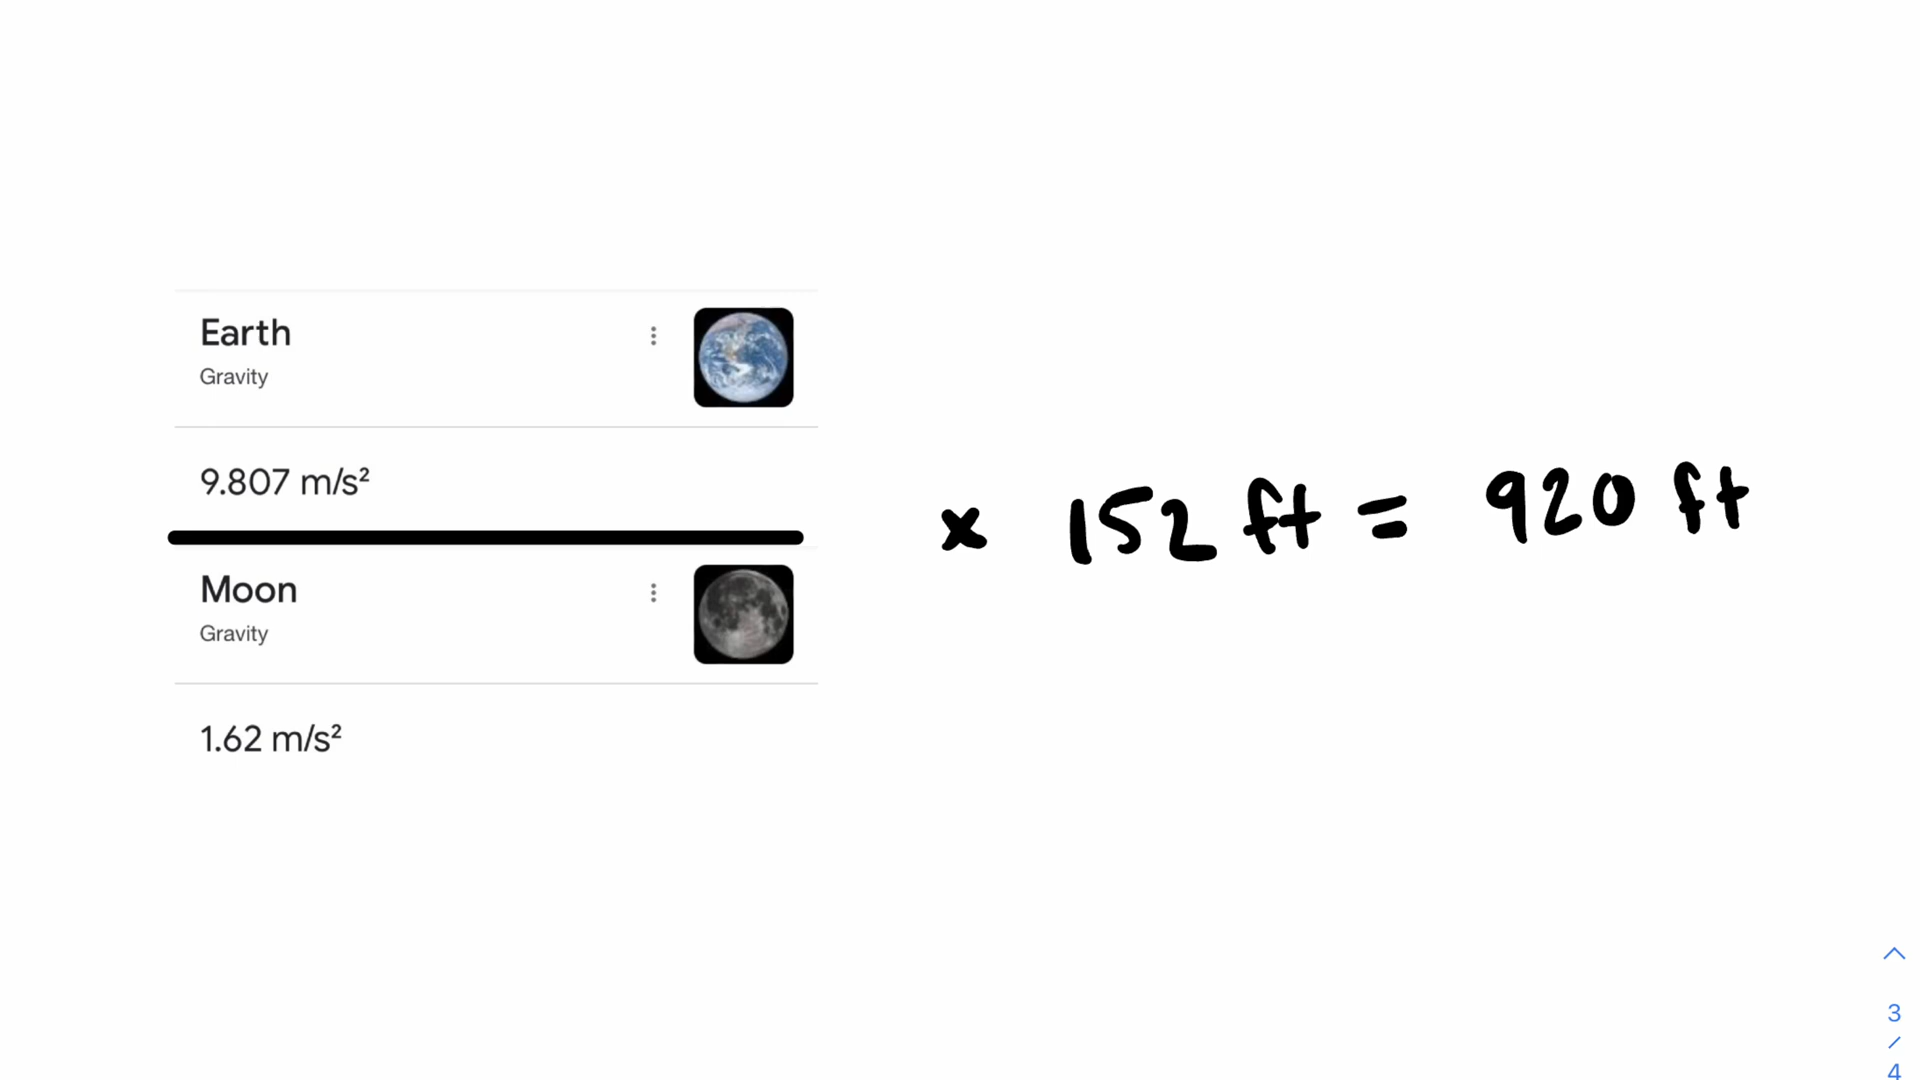 Earth
Gravity
9.807 m/s²
Moon
Gravity
1.62 m/s²
x 152 ft = 920 ft
3
/
4